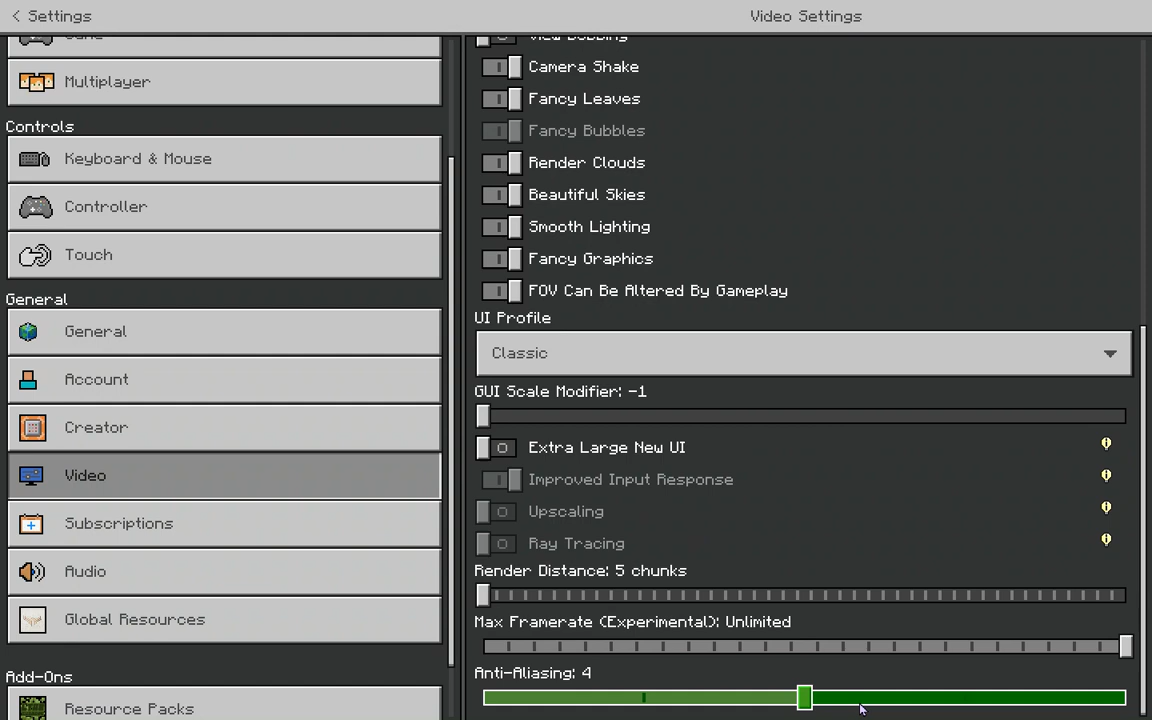 Settings
Video Settings
Multiplayer
Controls
Keyboard & Mouse
Controller
Touch
General
General
Account
Creator
Video
Subscriptions
Audio
Global Resources
Add-Ons
Resource Packs
View Bobbing
Camera Shake
Fancy Leaves
Fancy Bubbles
Render Clouds
Beautiful Skies
Smooth Lighting
Fancy Graphics
FOV Can Be Altered By Gameplay
UI Profile
Classic
GUI Scale Modifier: -1
Extra Large New UI
Improved Input Response
Upscaling
Ray Tracing
Render Distance: 5 chunks
Max Framerate (Experimental): Unlimited
Anti-Aliasing: 4